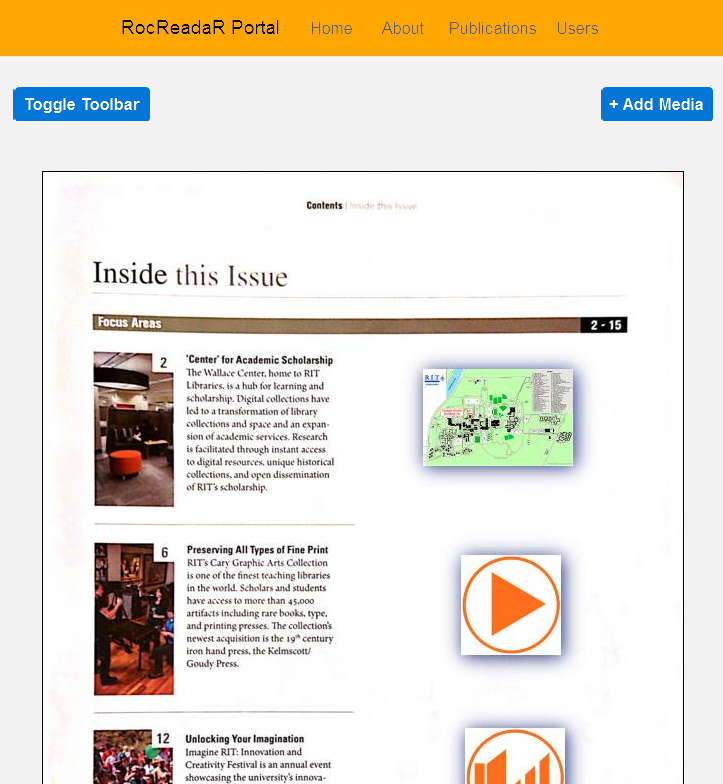 RocReadaR Portal Home About Publications Users
Toggle Toolbar + Add Media
Contents | Inside this Issue
Inside this Issue
Focus Areas 2 - 15
2 'Center' for Academic Scholarship
The Wallace Center, home to RIT
Libraries, is a hub for learning and
scholarship. Digital collections have
led to a transformation of library
collections and space and an expan-
sion of academic services. Research
is facilitated through instant access
to digital resources, unique historical
collections, and open dissemination
of RIT's scholarship.
RIT
6 Preserving All Types of Fine Print
RIT's Cary Graphic Arts Collection
is one of the finest teaching libraries
in the world. Scholars and students
have access to more than 45,000
artifacts including rare books, type,
and printing presses. The collection's
newest acquisition is the 19th century
iron hand press, the Kelmscott/
Goudy Press.
12 Unlocking Your Imagination
Imagine RIT: Innovation and
Creativity Festival is an annual event
showcasing the university's innova-